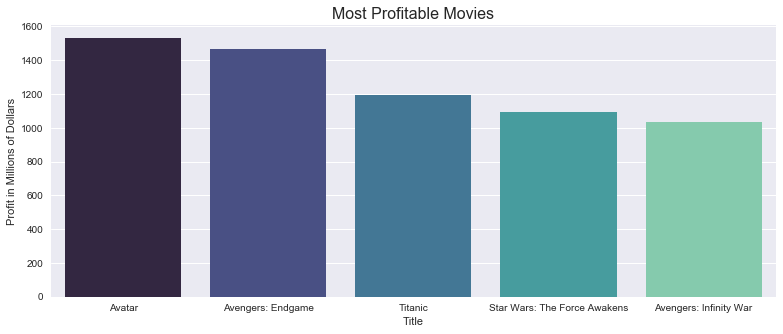 Most Profitable Movies
1600
1400
1200
1000
800
600
400
200
0
Profit in Millions of Dollars
Avatar
Avengers: Endgame
Titanic
Star Wars: The Force Awakens
Avengers: Infinity War
Title